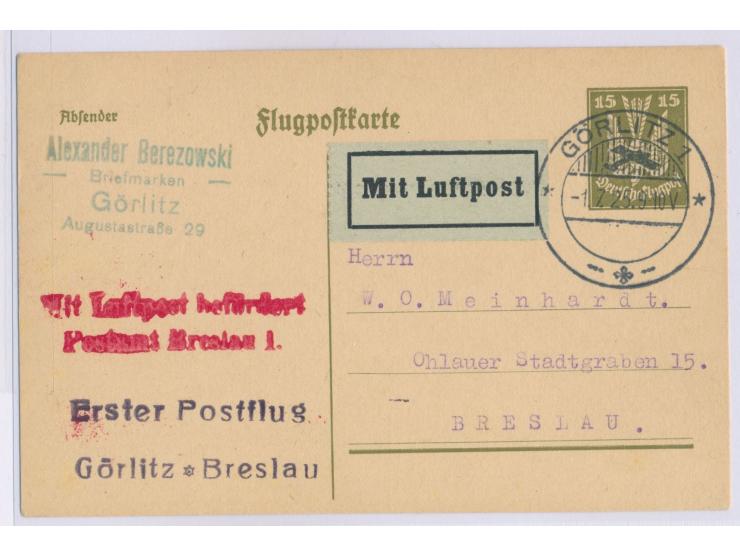 Absender
Flugpostkarte
Alexander Berezowski
Briefmarken
Görlitz
Augustastraße 29
15 15
Deutsche Flugpost
GÖRLITZ 1
Mit Luftpost
Herrn
W. O. Meinhardt.
Ohlauer Stadtgraben 15.
BRESLAU.
Mit Luftpost befördert
Postamt Breslau 1.
Erster Postflug
Görlitz * Breslau